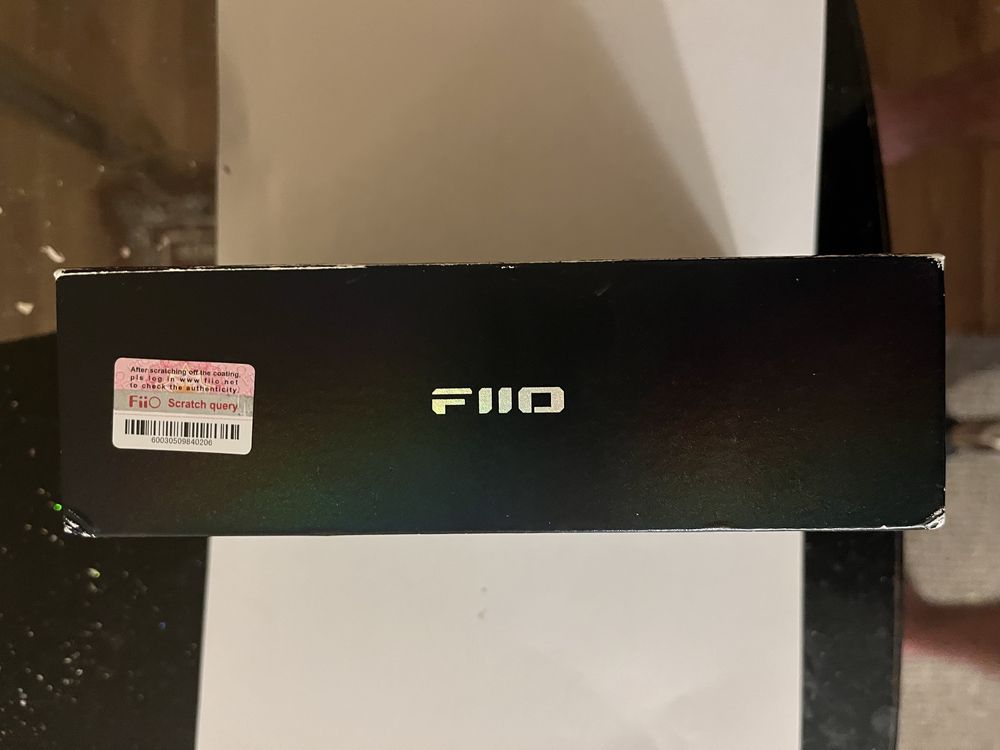 After scratching off the coating,
pls log in www fiio.net
to check the authenticity
FiiO Scratch query
60030509840206
FIIO